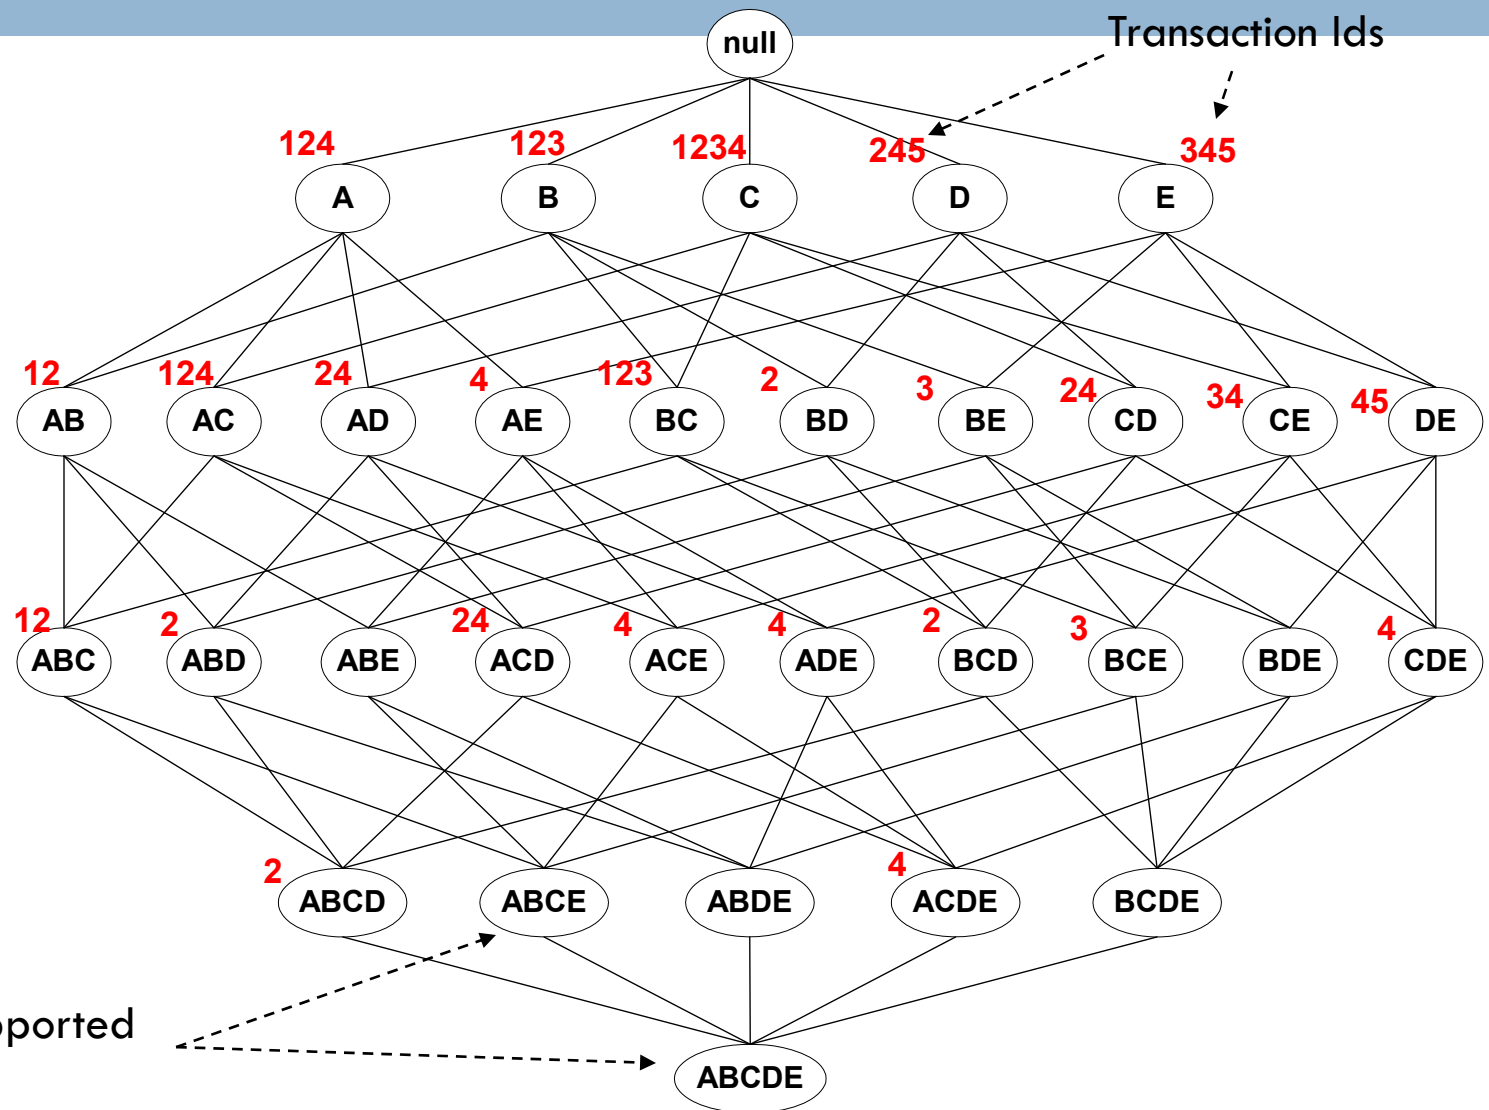 null
Transaction Ids
124 123 1234 245 345
A B C D E
12 124 24 4 123 2 3 24 34 45
AB AC AD AE BC BD BE CD CE DE
12 2 24 4 4 2 3 4
ABC ABD ABE ACD ACE ADE BCD BCE BDE CDE
2 4
ABCD ABCE ABDE ACDE BCDE
ABCDE